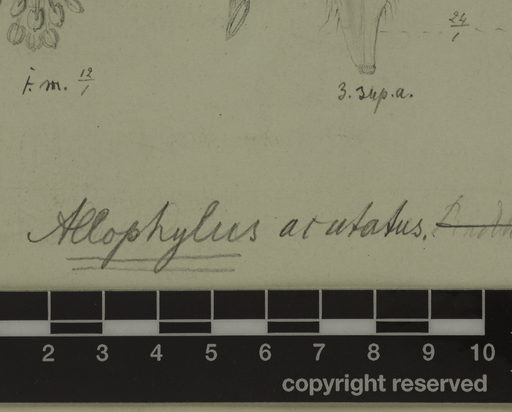 24/1
f. m. 12/1
3. sup. a.
Allophylus acutatus.
2 3 4 5 6 7 8 9 10
copyright reserved